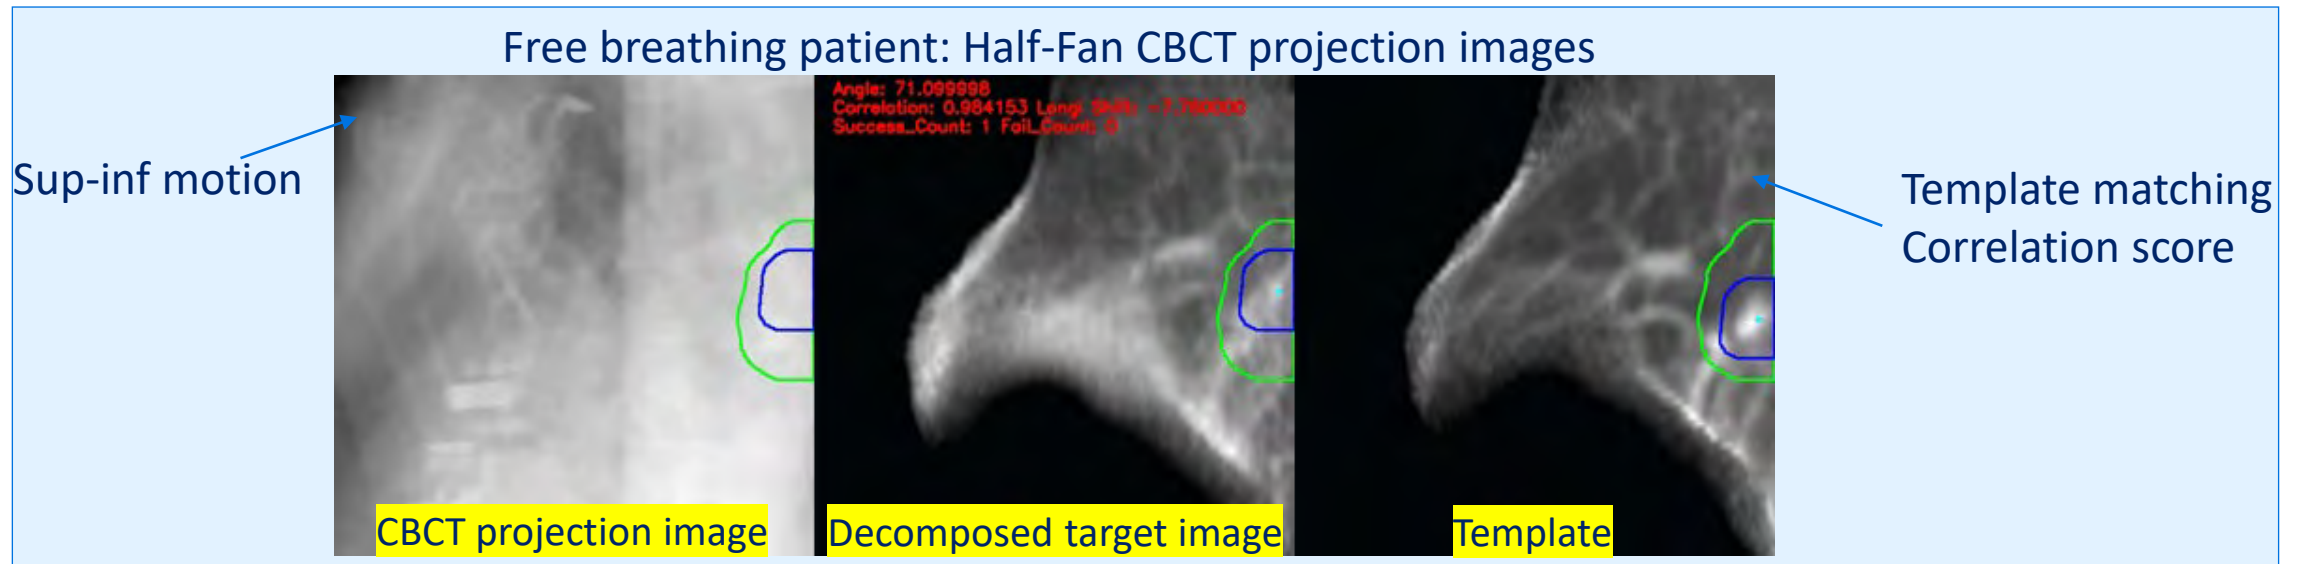 Free breathing patient: Half-Fan CBCT projection images
Angle: 71.099998
Correlation: 0.984153 Longi Shift: -7.760000
Success_Count: 1 Fail_Count: 0
Sup-inf motion
Template matching
Correlation score
CBCT projection image
Decomposed target image
Template